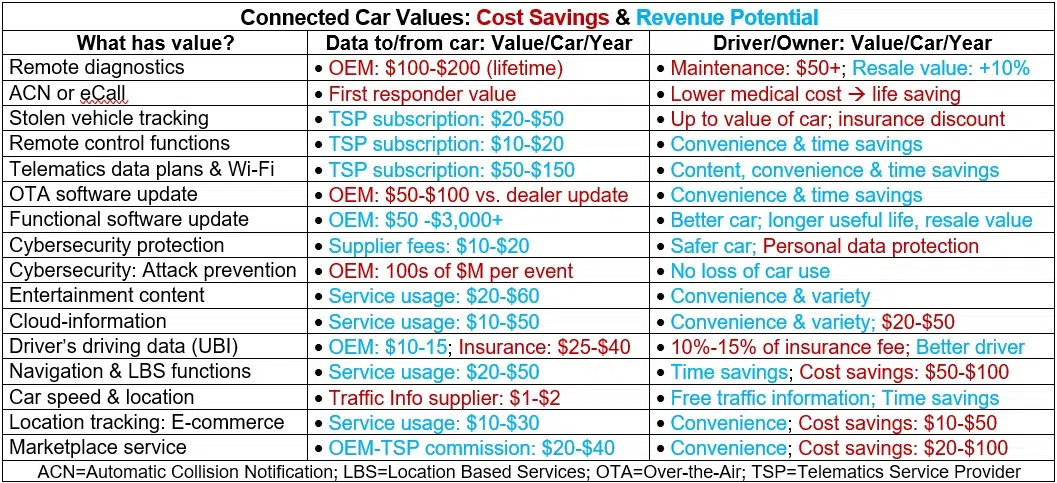 Connected Car Values: Cost Savings & Revenue Potential
What has value? Data to/from car: Value/Car/Year Driver/Owner: Value/Car/Year
Remote diagnostics • OEM: $100-$200 (lifetime) • Maintenance: $50+; Resale value: +10%
ACN or eCall • First responder value • Lower medical cost → life saving
Stolen vehicle tracking • TSP subscription: $20-$50 • Up to value of car; insurance discount
Remote control functions • TSP subscription: $10-$20 • Convenience & time savings
Telematics data plans & Wi-Fi • TSP subscription: $50-$150 • Content, convenience & time savings
OTA software update • OEM: $50-$100 vs. dealer update • Convenience & time savings
Functional software update • OEM: $50 -$3,000+ • Better car; longer useful life, resale value
Cybersecurity protection • Supplier fees: $10-$20 • Safer car; Personal data protection
Cybersecurity: Attack prevention • OEM: 100s of $M per event • No loss of car use
Entertainment content • Service usage: $20-$60 • Convenience & variety
Cloud-information • Service usage: $10-$50 • Convenience & variety; $20-$50
Driver's driving data (UBI) • OEM: $10-15; Insurance: $25-$40 • 10%-15% of insurance fee; Better driver
Navigation & LBS functions • Service usage: $20-$50 • Time savings; Cost savings: $50-$100
Car speed & location • Traffic Info supplier: $1-$2 • Free traffic information; Time savings
Location tracking: E-commerce • Service usage: $10-$30 • Convenience; Cost savings: $10-$50
Marketplace service • OEM-TSP commission: $20-$40 • Convenience; Cost savings: $20-$100
ACN=Automatic Collision Notification; LBS=Location Based Services; OTA=Over-the-Air; TSP=Telematics Service Provider